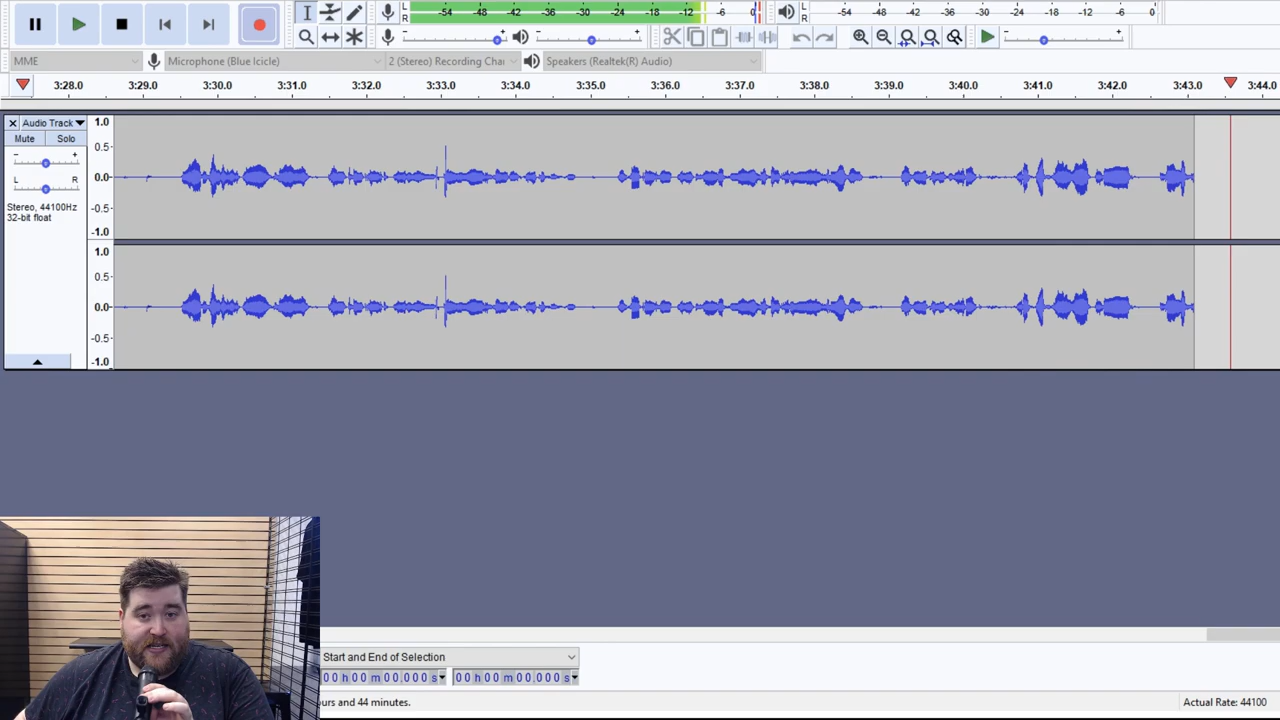 L
R
-54 -48 -42 -36 -30 -24 -18 -12 -6 0
L
R
-54 -48 -42 -36 -30 -24 -18 -12 -6 0
- + - + - +
MME
Microphone (Blue Icicle)
2 (Stereo) Recording Chai
Speakers (Realtek(R) Audio)
3:28.0 3:29.0 3:30.0 3:31.0 3:32.0 3:33.0 3:34.0 3:35.0 3:36.0 3:37.0 3:38.0 3:39.0 3:40.0 3:41.0 3:42.0 3:43.0 3:44.0
Audio Track
Mute Solo
- +
L R
Stereo, 44100Hz
32-bit float
1.0
0.5
0.0
-0.5
-1.0
1.0
0.5
0.0
-0.5
-1.0
Start and End of Selection
00 h 00 m 00.000 s 00 h 00 m 00.000 s
urs and 44 minutes.
Actual Rate: 44100